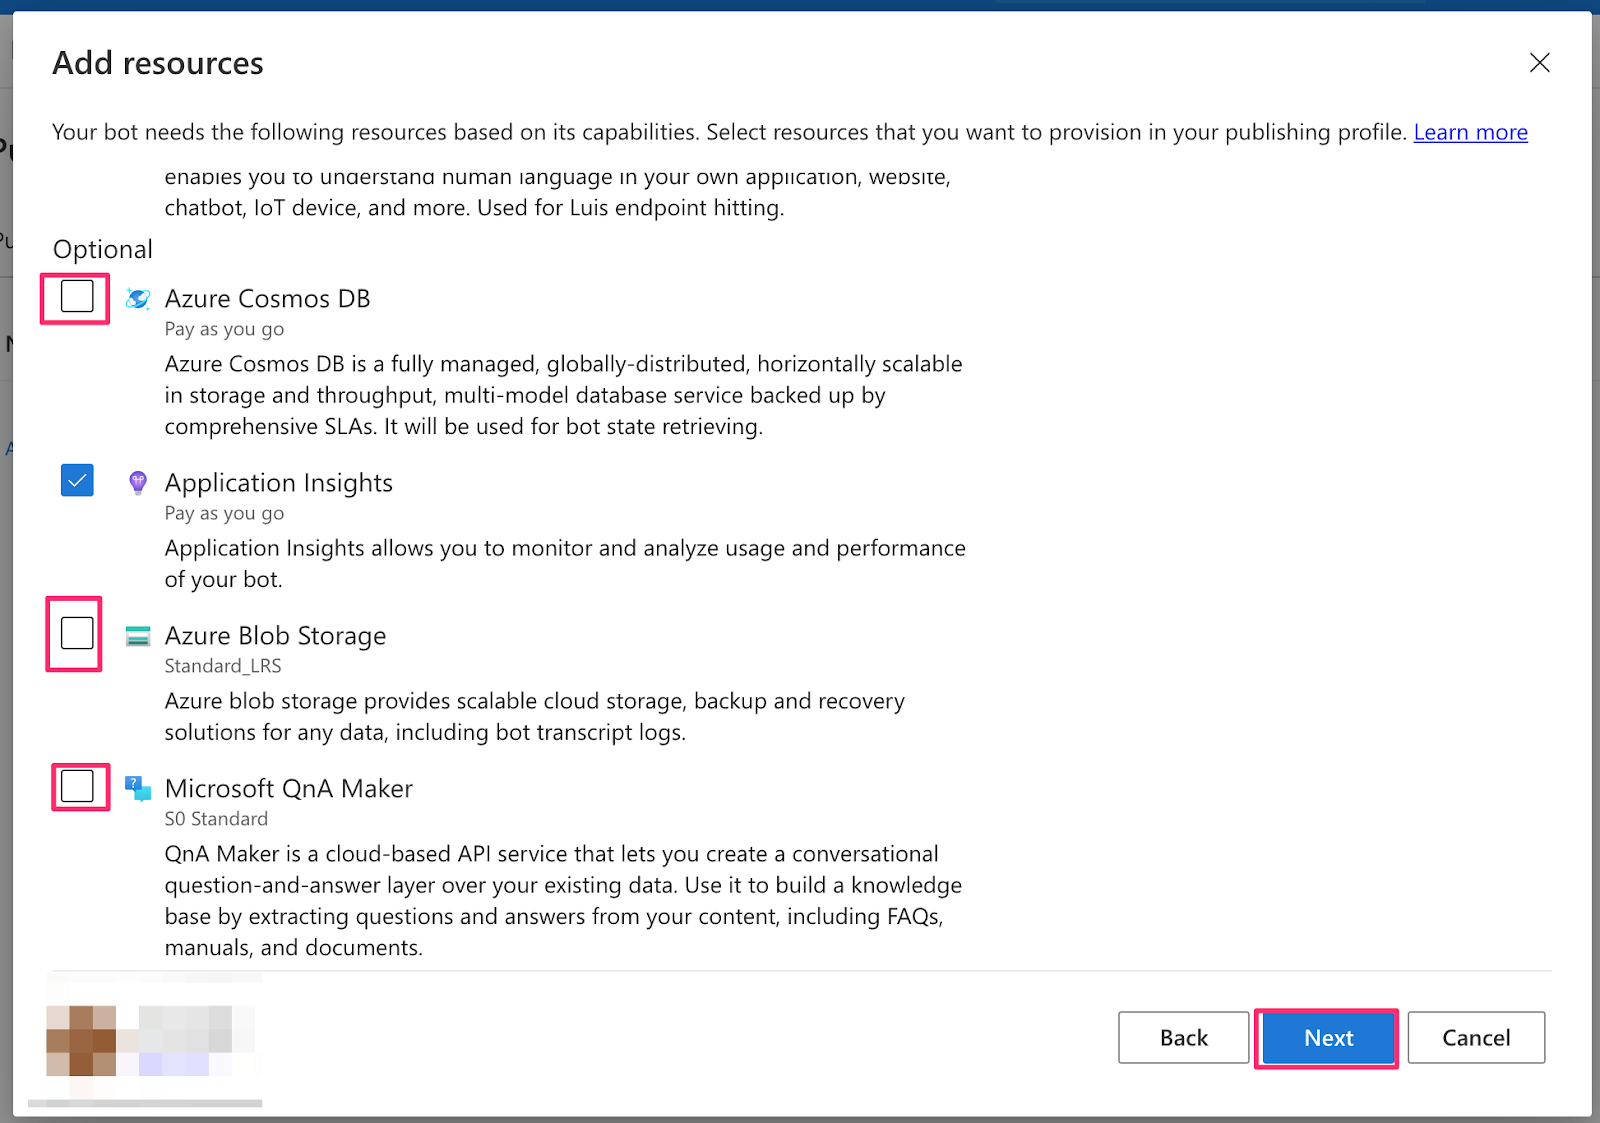 Add resources
Your bot needs the following resources based on its capabilities. Select resources that you want to provision in your publishing profile. Learn more
enables you to understand human language in your own application, website,
chatbot, IoT device, and more. Used for Luis endpoint hitting.
Optional
Azure Cosmos DB
Pay as you go
Azure Cosmos DB is a fully managed, globally-distributed, horizontally scalable
in storage and throughput, multi-model database service backed up by
comprehensive SLAs. It will be used for bot state retrieving.
Application Insights
Pay as you go
Application Insights allows you to monitor and analyze usage and performance
of your bot.
Azure Blob Storage
Standard_LRS
Azure blob storage provides scalable cloud storage, backup and recovery
solutions for any data, including bot transcript logs.
Microsoft QnA Maker
S0 Standard
QnA Maker is a cloud-based API service that lets you create a conversational
question-and-answer layer over your existing data. Use it to build a knowledge
base by extracting questions and answers from your content, including FAQs,
manuals, and documents.
Back Next Cancel